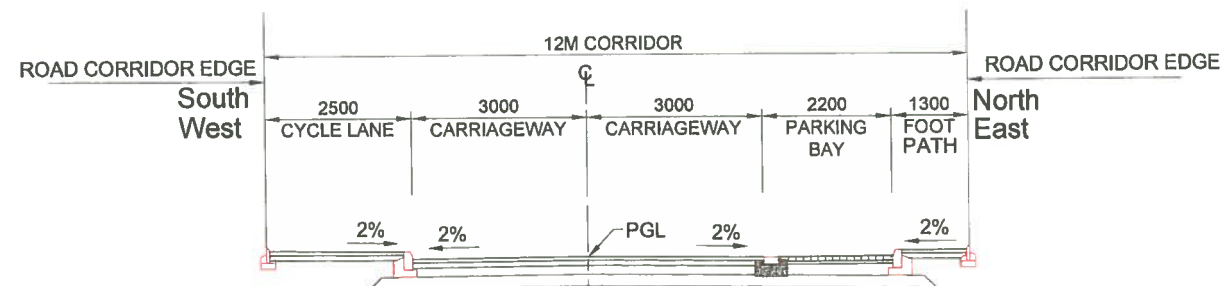 12M CORRIDOR
ROAD CORRIDOR EDGE
ROAD CORRIDOR EDGE
℄
South
West
2500
CYCLE LANE
3000
CARRIAGEWAY
3000
CARRIAGEWAY
2200
PARKING
BAY
1300
FOOT
PATH
North
East
2%
2%
PGL
2%
2%